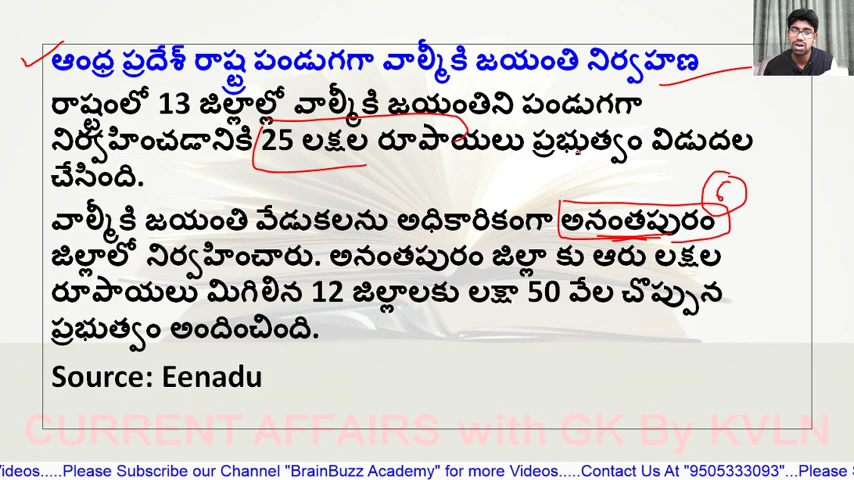 ఆంధ్ర ప్రదేశ్ రాష్ట్ర పండుగగా వాల్మీకి జయంతి నిర్వహణ
రాష్ట్రంలో 13 జిల్లాల్లో వాల్మీకి జయంతిని పండుగగా
నిర్వహించడానికి 25 లక్షల రూపాయలు ప్రభుత్వం విడుదల
చేసింది.
వాల్మీకి జయంతి వేడుకలను అధికారికంగా అనంతపురం
జిల్లాలో నిర్వహించారు. అనంతపురం జిల్లా కు ఆరు లక్షల
రూపాయలు మిగిలిన 12 జిల్లాలకు లక్షా 50 వేల చొప్పున
ప్రభుత్వం అందించింది.
Source: Eenadu
CURRENT AFFAIRS with GK By KVLN
Videos.....Please Subscribe our Channel "BrainBuzz Academy" for more Videos.....Contact Us At "9505333093"...Please S